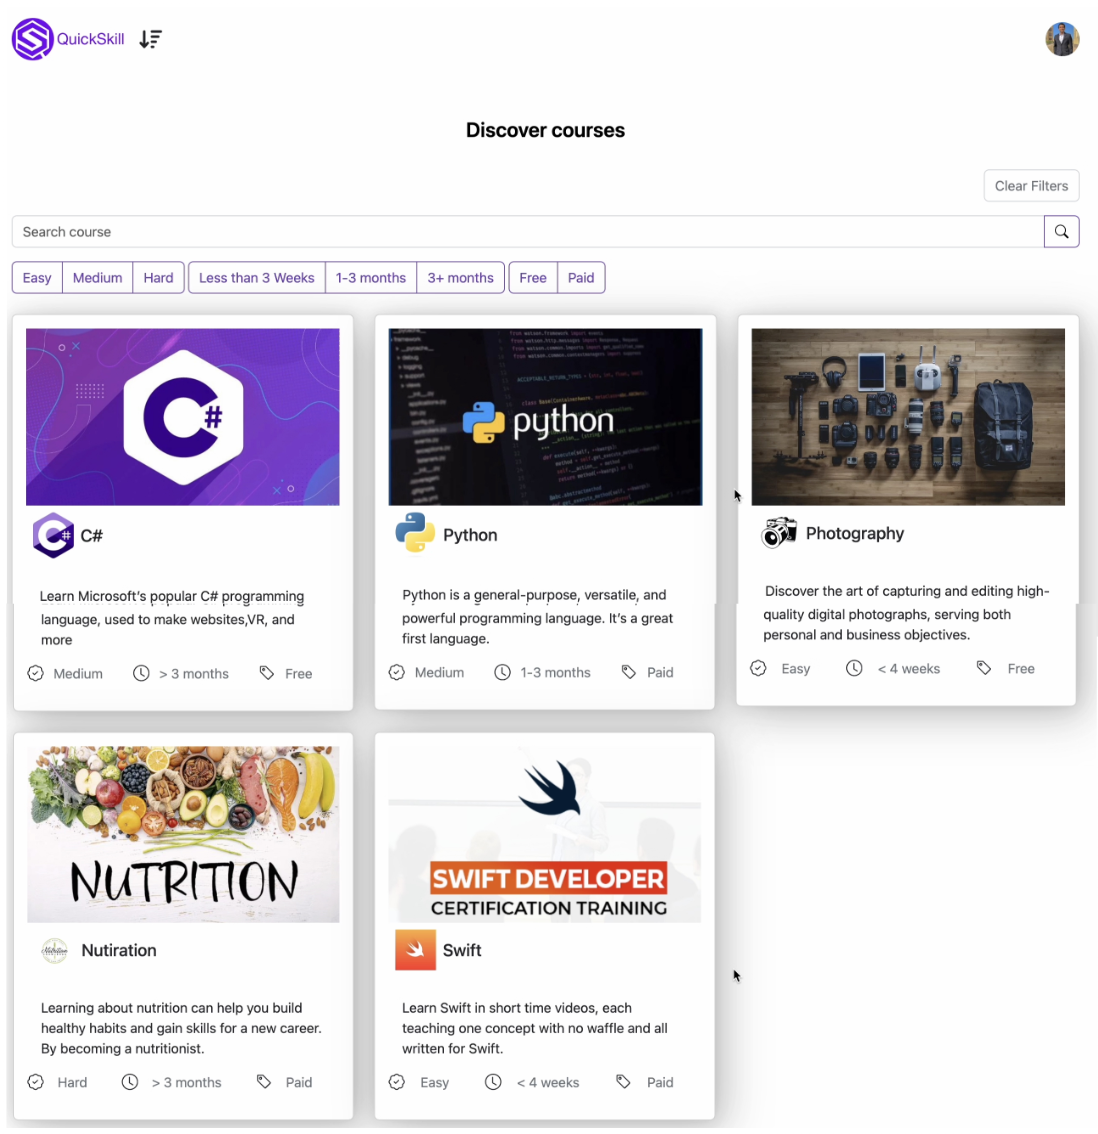 QuickSkill
Discover courses
Clear Filters
Search course
Easy Medium Hard Less than 3 Weeks 1-3 months 3+ months Free Paid
C#
C#
Learn Microsoft's popular C# programming
language, used to make websites,VR, and
more
Medium > 3 months Free
python
Python
Python is a general-purpose, versatile, and
powerful programming language. It's a great
first language.
Medium 1-3 months Paid
Photography
Discover the art of capturing and editing high-
quality digital photographs, serving both
personal and business objectives.
Easy < 4 weeks Free
NUTRITION
Nutiration
Learning about nutrition can help you build
healthy habits and gain skills for a new career.
By becoming a nutritionist.
Hard > 3 months Paid
SWIFT DEVELOPER
CERTIFICATION TRAINING
Swift
Learn Swift in short time videos, each
teaching one concept with no waffle and all
written for Swift.
Easy < 4 weeks Paid